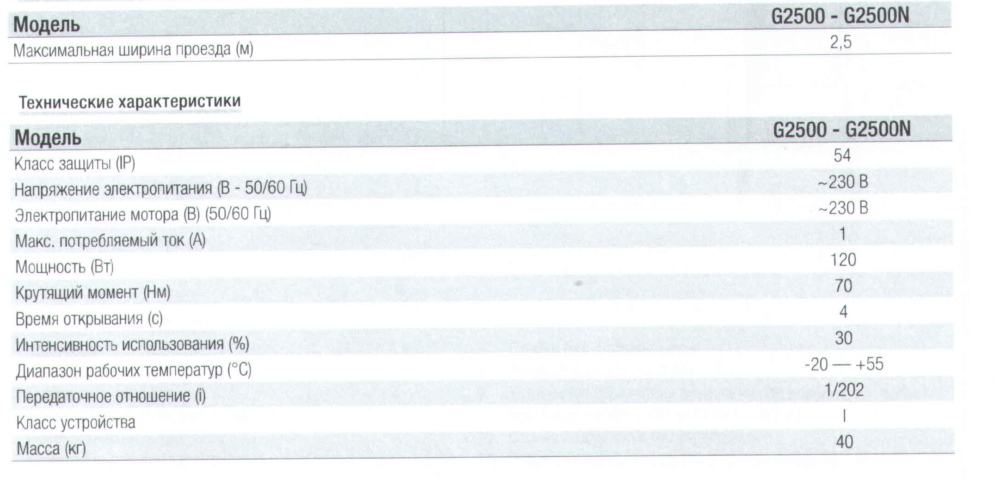 Модель G2500 - G2500N
Максимальная ширина проезда (м) 2,5
Технические характеристики
Модель G2500 - G2500N
Класс защиты (IP) 54
Напряжение электропитания (В - 50/60 Гц) ~230 В
Электропитание мотора (В) (50/60 Гц) ~230 В
Макс. потребляемый ток (А) 1
Мощность (Вт) 120
Крутящий момент (Нм) 70
Время открывания (с) 4
Интенсивность использования (%) 30
Диапазон рабочих температур (°C) -20 — +55
Передаточное отношение (i) 1/202
Класс устройства I
Масса (кг) 40